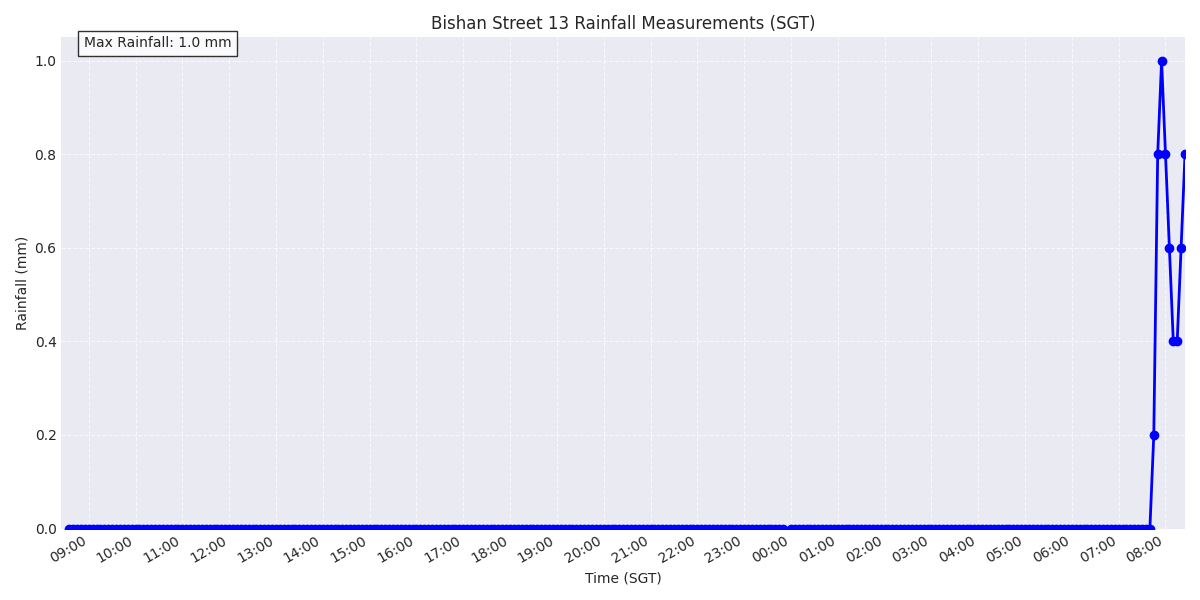 Bishan Street 13 Rainfall Measurements (SGT)
Max Rainfall: 1.0 mm
Rainfall (mm)
1.0
0.8
0.6
0.4
0.2
0.0
09:00 10:00 11:00 12:00 13:00 14:00 15:00 16:00 17:00 18:00 19:00 20:00 21:00 22:00 23:00 00:00 01:00 02:00 03:00 04:00 05:00 06:00 07:00 08:00
Time (SGT)